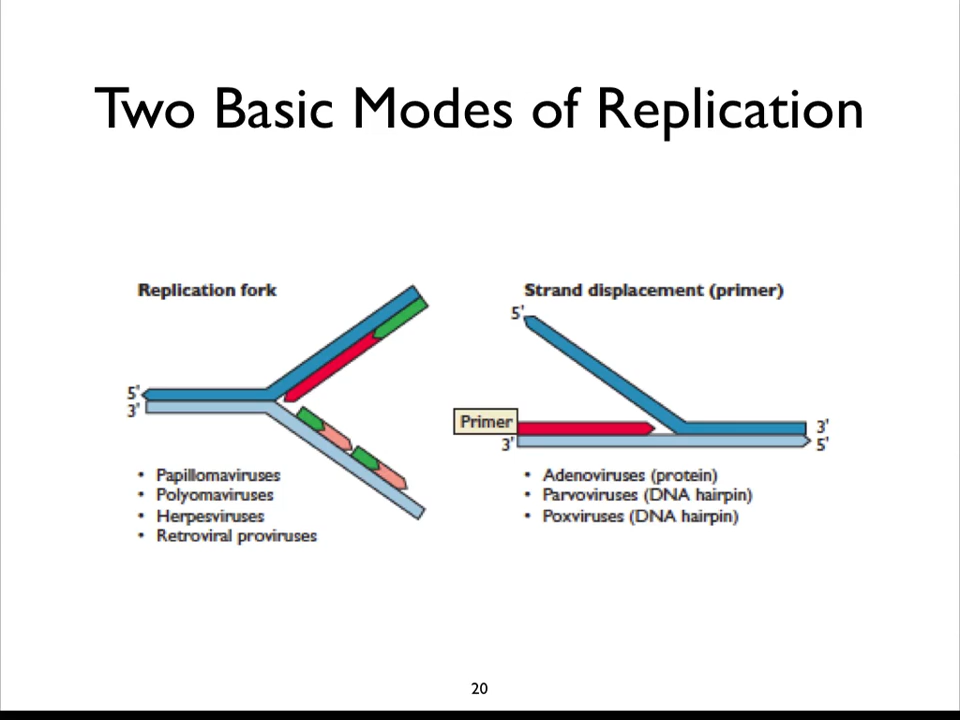 Two Basic Modes of Replication
Replication fork
5'
3'
• Papillomaviruses
• Polyomaviruses
• Herpesviruses
• Retroviral proviruses
Strand displacement (primer)
5'
Primer
3'
3'
5'
• Adenoviruses (protein)
• Parvoviruses (DNA hairpin)
• Poxviruses (DNA hairpin)
20